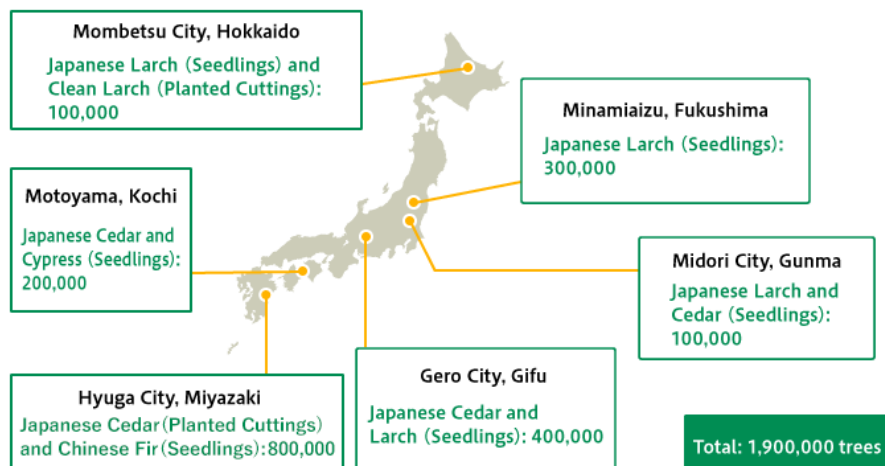 Mombetsu City, Hokkaido
Japanese Larch (Seedlings) and
Clean Larch (Planted Cuttings):
100,000
Minamiaizu, Fukushima
Japanese Larch (Seedlings):
300,000
Motoyama, Kochi
Japanese Cedar and
Cypress (Seedlings):
200,000
Midori City, Gunma
Japanese Larch and
Cedar (Seedlings):
100,000
Hyuga City, Miyazaki
Japanese Cedar(Planted Cuttings)
and Chinese Fir(Seedlings):800,000
Gero City, Gifu
Japanese Cedar and
Larch (Seedlings): 400,000
Total: 1,900,000 trees